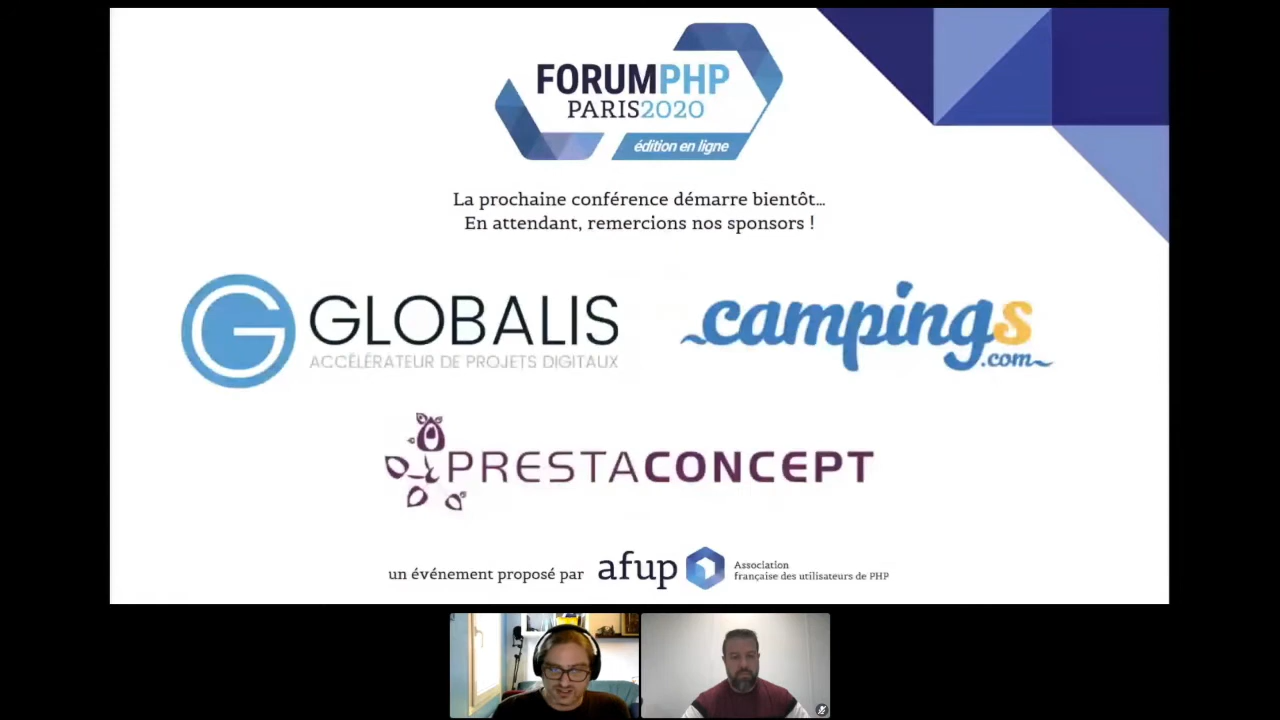 FORUMPHP
PARIS2020
édition en ligne
La prochaine conférence démarre bientôt...
En attendant, remercions nos sponsors !
GLOBALIS
ACCÉLÉRATEUR DE PROJETS DIGITAUX
campings
.com
PRESTACONCEPT
un événement proposé par
afup
Association
française des utilisateurs de PHP